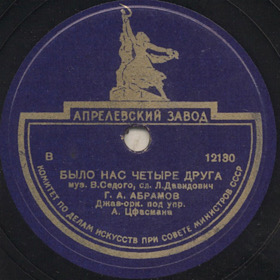 АПРЕЛЕВСКИЙ ЗАВОД
В 12130
БЫЛО НАС ЧЕТЫРЕ ДРУГА
муз. В.Седого, сл. Л.Давидович
Г. А. АБРАМОВ
Джаз-орк. под упр.
А. Цфасмана
КОМИТЕТ ПО ДЕЛАМ ИСКУССТВ ПРИ СОВЕТЕ МИНИСТРОВ СССР